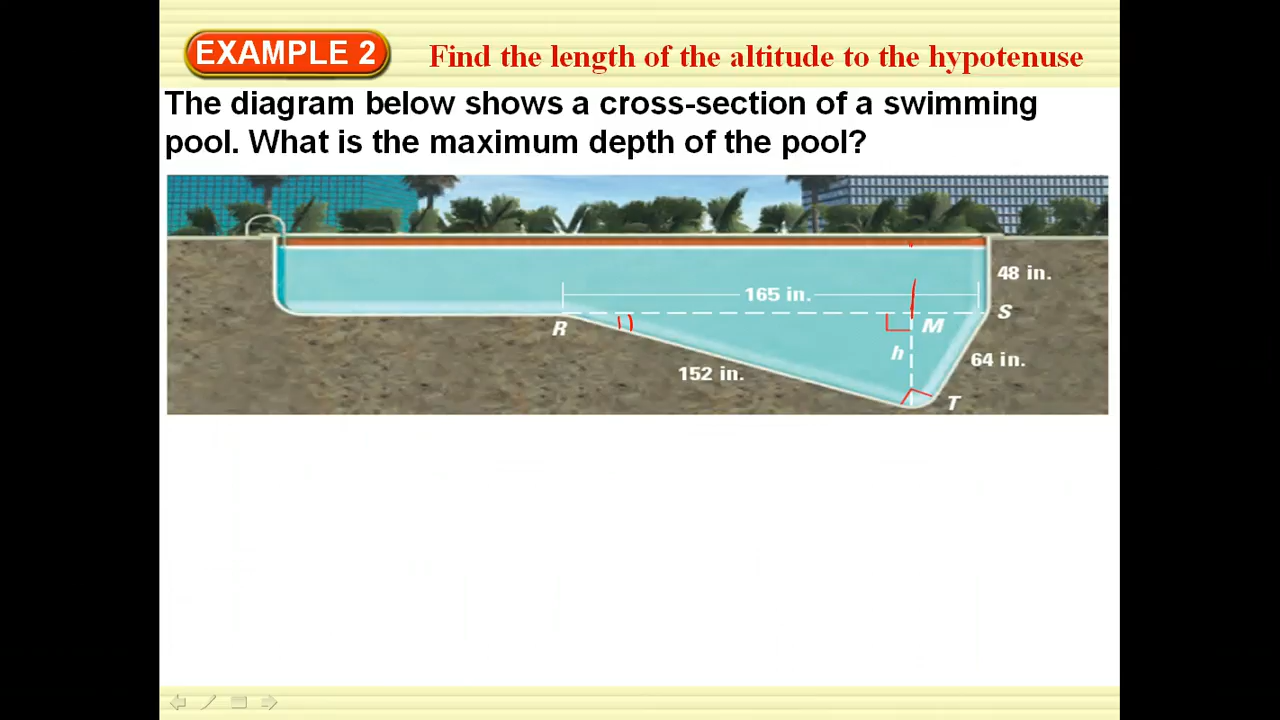 EXAMPLE 2
Find the length of the altitude to the hypotenuse
The diagram below shows a cross-section of a swimming
pool. What is the maximum depth of the pool?
48 in.
165 in.
S
R
M
h
64 in.
152 in.
T